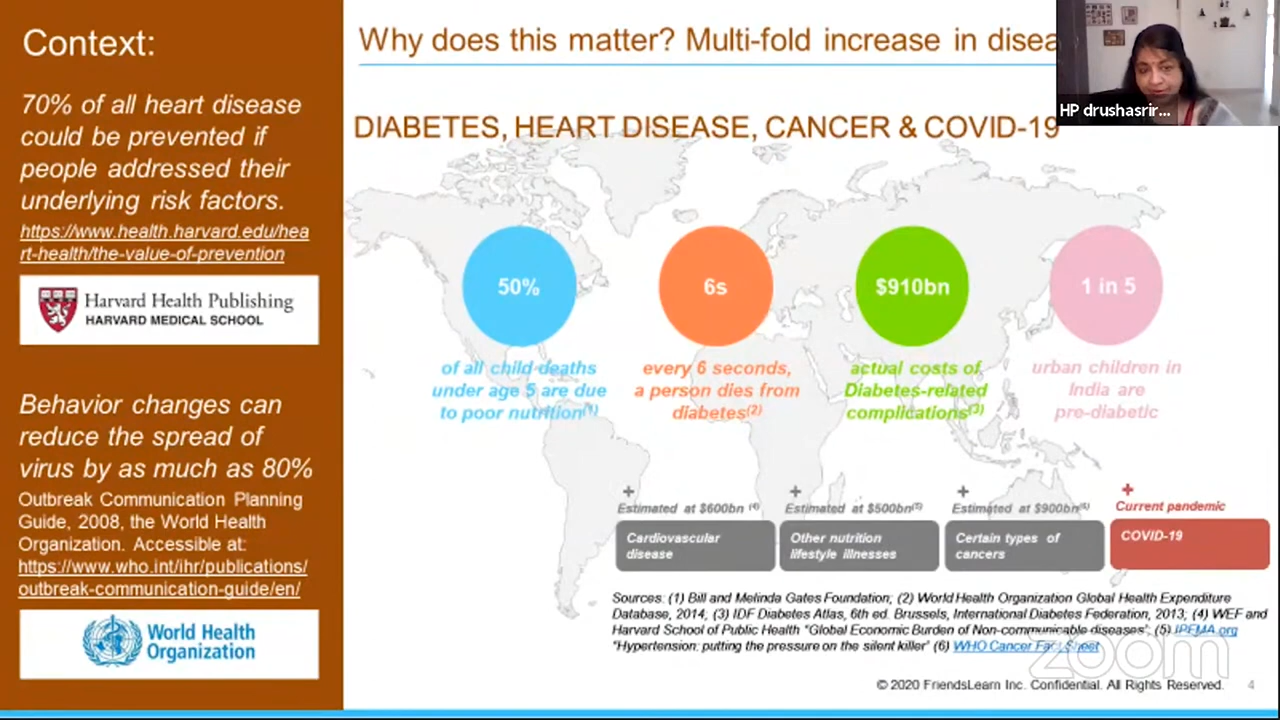 Context:
70% of all heart disease
could be prevented if
people addressed their
underlying risk factors.
https://www.health.harvard.edu/hea
rt-health/the-value-of-prevention
Harvard Health Publishing
HARVARD MEDICAL SCHOOL
Behavior changes can
reduce the spread of
virus by as much as 80%
Outbreak Communication Planning
Guide, 2008, the World Health
Organization. Accessible at:
https://www.who.int/ihr/publications/
outbreak-communication-guide/en/
World Health
Organization
Why does this matter? Multi-fold increase in disea
HP drushasrir...
DIABETES, HEART DISEASE, CANCER & COVID-19
50%
of all child deaths
under age 5 are due
to poor nutrition(1)
6s
every 6 seconds,
a person dies from
diabetes(2)
$910bn
actual costs of
Diabetes-related
complications(3)
1 in 5
urban children in
India are
pre-diabetic
+
Estimated at $600bn (4)
Cardiovascular
disease
+
Estimated at $500bn(5)
Other nutrition
lifestyle illnesses
+
Estimated at $900bn(6)
Certain types of
cancers
+
Current pandemic
COVID-19
Sources: (1) Bill and Melinda Gates Foundation; (2) World Health Organization Global Health Expenditure
Database, 2014; (3) IDF Diabetes Atlas, 6th ed. Brussels, International Diabetes Federation, 2013; (4) WEF and
Harvard School of Public Health "Global Economic Burden of Non-communicable diseases"; (5) IPFMA.org
"Hypertension: putting the pressure on the silent killer" (6) WHO Cancer Fact Sheet
zoom
© 2020 FriendsLearn Inc. Confidential. All Rights Reserved.
4